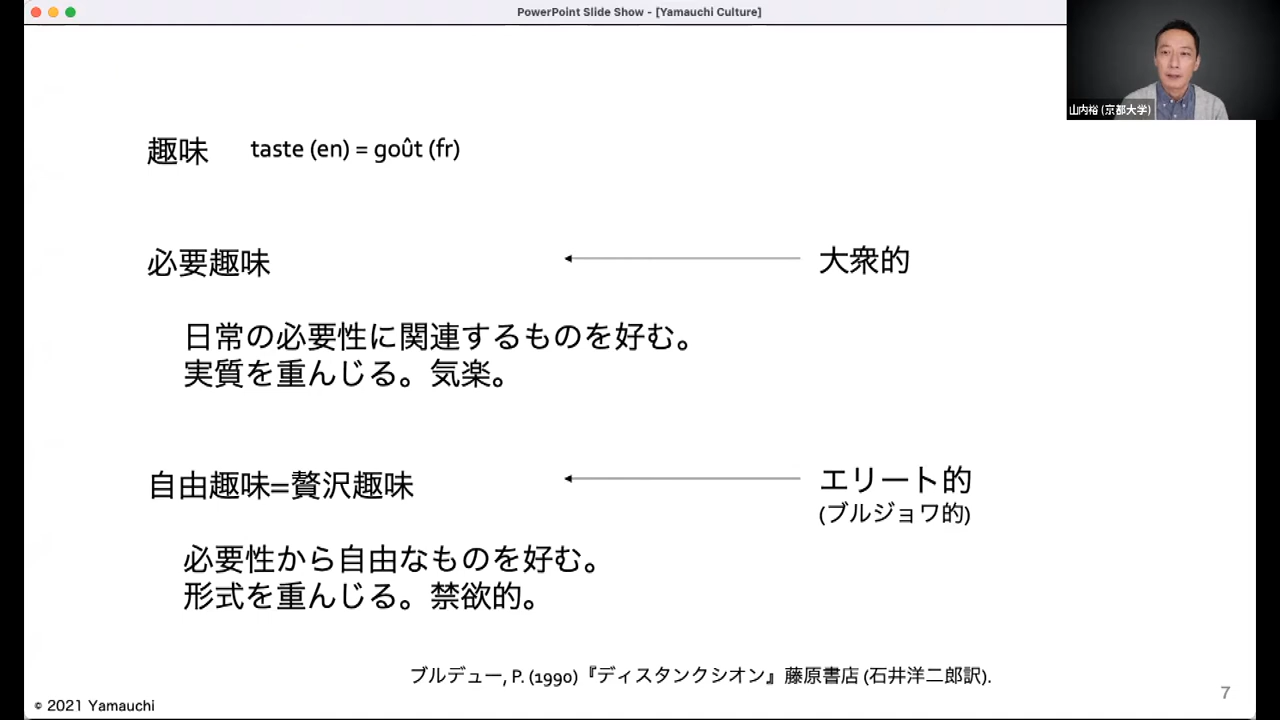 PowerPoint Slide Show - [Yamauchi Culture]
山内裕 (京都大学)
趣味 taste (en) = goût (fr)
必要趣味 大衆的
日常の必要性に関連するものを好む。
実質を重んじる。気楽。
自由趣味=贅沢趣味 エリート的
(ブルジョワ的)
必要性から自由なものを好む。
形式を重んじる。禁欲的。
ブルデュー, P. (1990)『ディスタンクシオン』藤原書店 (石井洋二郎訳).
7
© 2021 Yamauchi